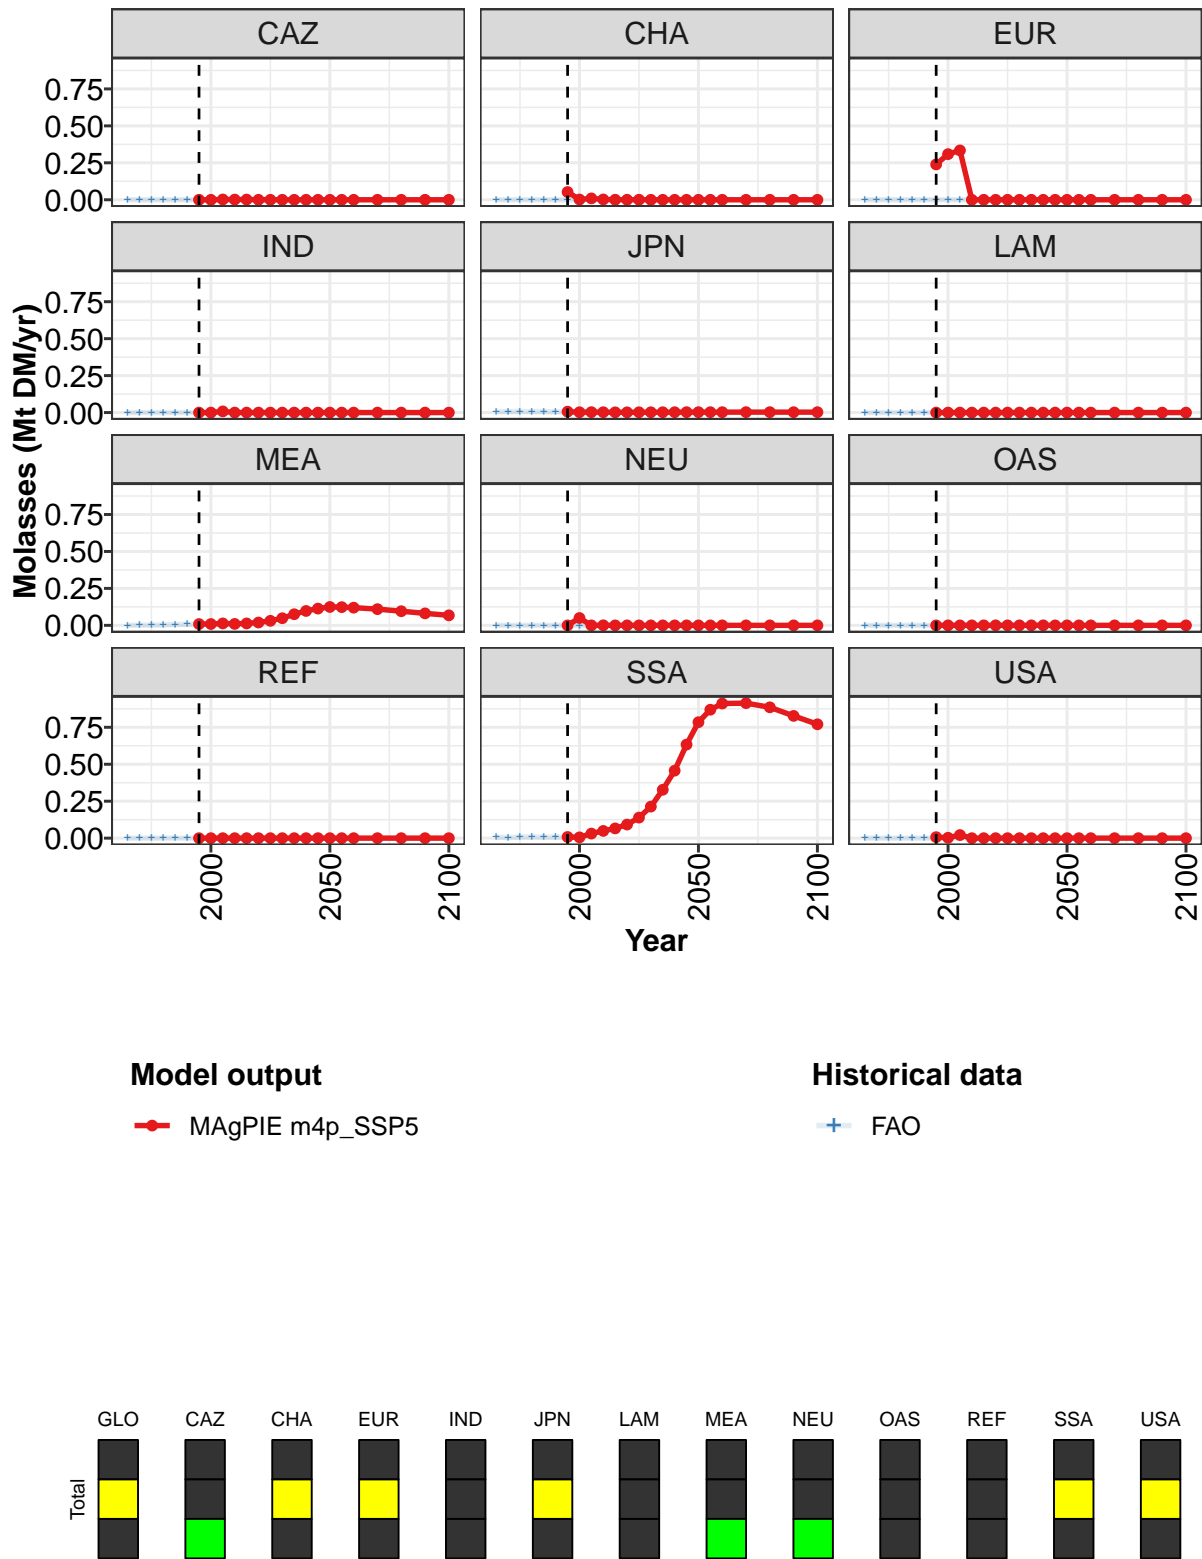 CAZ CHA EUR
0.75
0.50
0.25
0.00
IND JPN LAM
0.75
0.50
0.25
0.00
MEA NEU OAS
0.75
0.50
0.25
0.00
REF SSA USA
0.75
0.50
0.25
0.00
Molasses (Mt DM/yr)
2000 2050 2100 2000 2050 2100 2000 2050 2100
Year
Model output Historical data
MAgPIE m4p_SSP5 FAO
GLO CAZ CHA EUR IND JPN LAM MEA NEU OAS REF SSA USA
Total